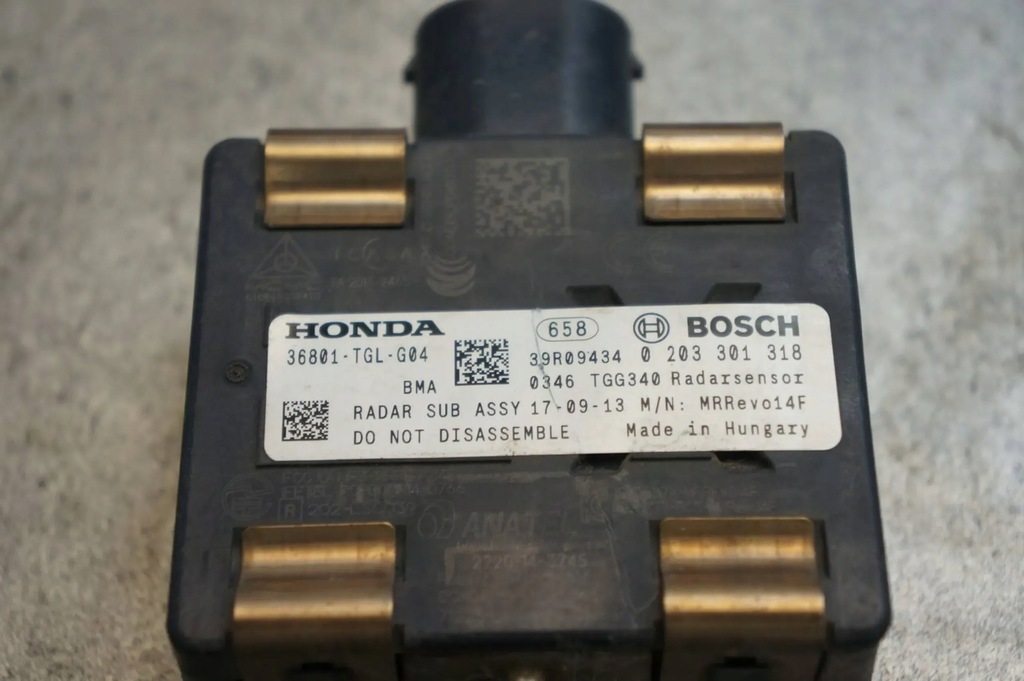 HONDA 658 BOSCH
36801-TGL-G04 39R09434 0 203 301 318
BMA 0346 TGG340 Radarsensor
RADAR SUB ASSY 17-09-13 M/N: MRRevo14F
DO NOT DISASSEMBLE Made in Hungary
ANATEL